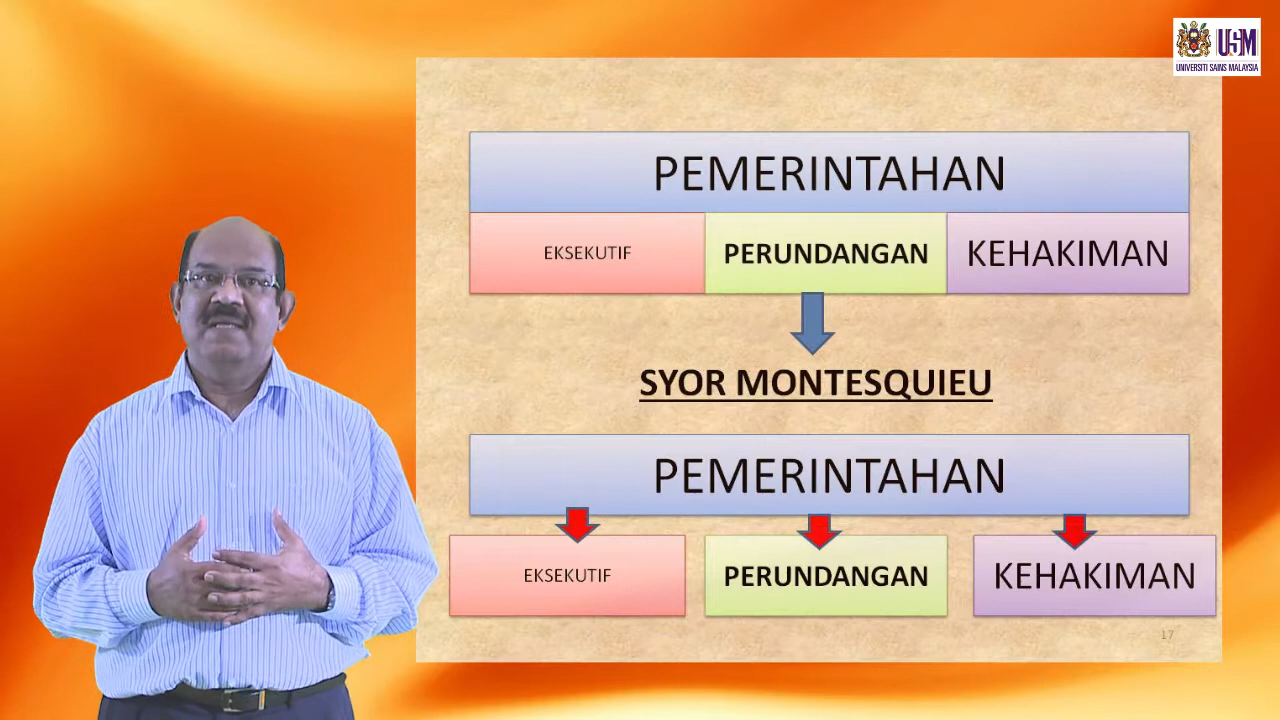 USM
UNIVERSITI SAINS MALAYSIA
PEMERINTAHAN
EKSEKUTIF
PERUNDANGAN
KEHAKIMAN
SYOR MONTESQUIEU
PEMERINTAHAN
EKSEKUTIF
PERUNDANGAN
KEHAKIMAN
17